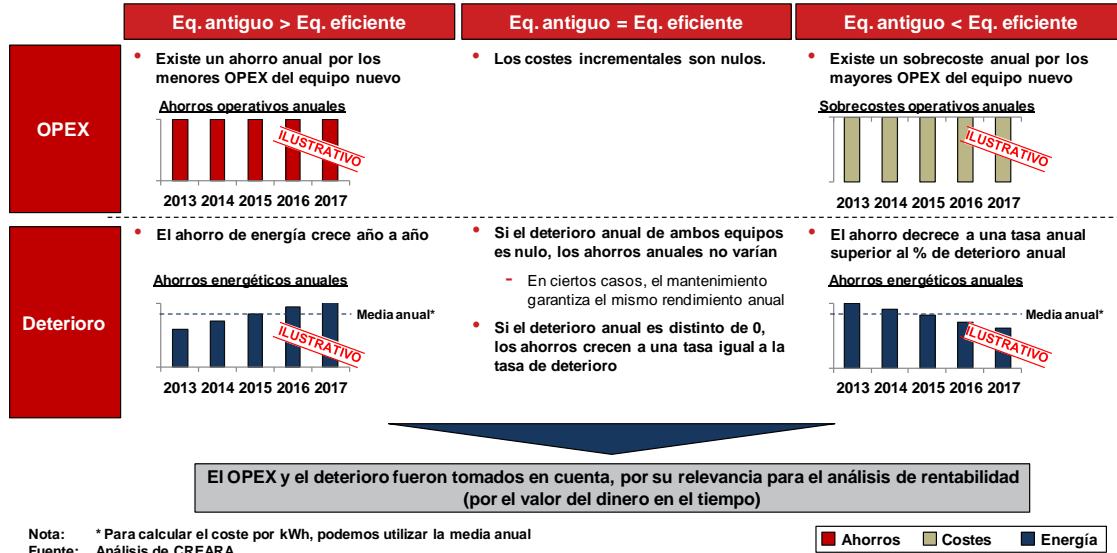 Eq. antiguo > Eq. eficiente
Eq. antiguo = Eq. eficiente
Eq. antiguo < Eq. eficiente
OPEX
• Existe un ahorro anual por los
menores OPEX del equipo nuevo
Ahorros operativos anuales
ILUSTRATIVO
2013 2014 2015 2016 2017
• Los costes incrementales son nulos.
• Existe un sobrecoste anual por los
mayores OPEX del equipo nuevo
Sobrecostes operativos anuales
ILUSTRATIVO
2013 2014 2015 2016 2017
Deterioro
• El ahorro de energía crece año a año
Ahorros energéticos anuales
Media anual*
ILUSTRATIVO
2013 2014 2015 2016 2017
• Si el deterioro anual de ambos equipos
es nulo, los ahorros anuales no varían
- En ciertos casos, el mantenimiento
garantiza el mismo rendimiento anual
• Si el deterioro anual es distinto de 0,
los ahorros crecen a una tasa igual a la
tasa de deterioro
• El ahorro decrece a una tasa anual
superior al % de deterioro anual
Ahorros energéticos anuales
Media anual*
ILUSTRATIVO
2013 2014 2015 2016 2017
El OPEX y el deterioro fueron tomados en cuenta, por su relevancia para el análisis de rentabilidad
(por el valor del dinero en el tiempo)
Nota: * Para calcular el coste por kWh, podemos utilizar la media anual
Fuente: Análisis de CREARA
Ahorros Costes Energía